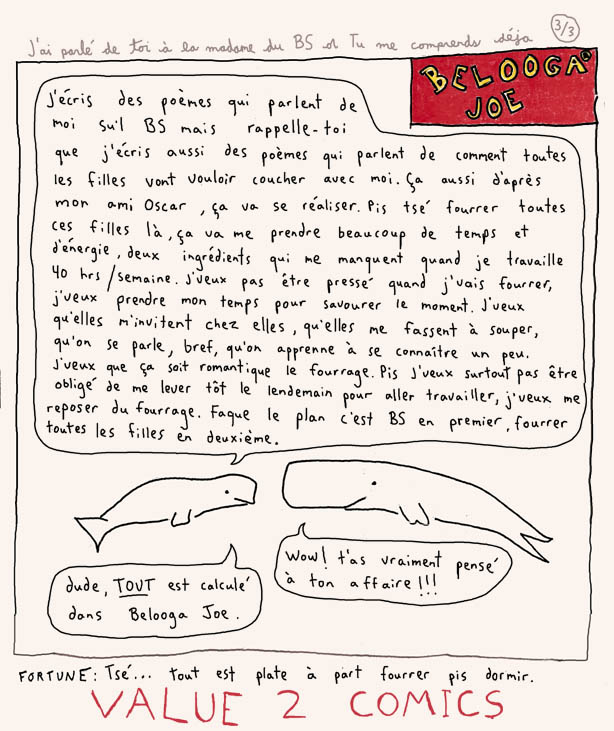 J'ai parlé de toi à la madame du BS et Tu me comprends déjà
3/3
BELOOGA
JOE
J'écris des poèmes qui parlent de
moi su'l BS mais rappelle-toi
que j'écris aussi des poèmes qui parlent de comment toutes
les filles vont vouloir coucher avec moi. Ça aussi d'après
mon ami Oscar, ça va se réaliser. Pis tsé fourrer toutes
ces filles là, ça va me prendre beaucoup de temps et
d'énergie, deux ingrédients qui me manquent quand je travaille
40 hrs/semaine. J'veux pas être pressé quand j'vais fourrer,
j'veux prendre mon temps pour savourer le moment. J'veux
qu'elles m'invitent chez elles, qu'elles me fassent à souper,
qu'on se parle, bref, qu'on apprenne à se connaître un peu.
J'veux que ça soit romantique le fourrage. Pis j'veux surtout pas être
obligé de me lever tôt le lendemain pour aller travailler, j'veux me
reposer du fourrage. Faque le plan c'est BS en premier, fourrer
toutes les filles en deuxième.
Wow! t'as vraiment pensé
à ton affaire!!!
dude, TOUT est calculé
dans Belooga Joe.
FORTUNE: Tsé... tout est plate à part fourrer pis dormir.
VALUE 2 COMICS